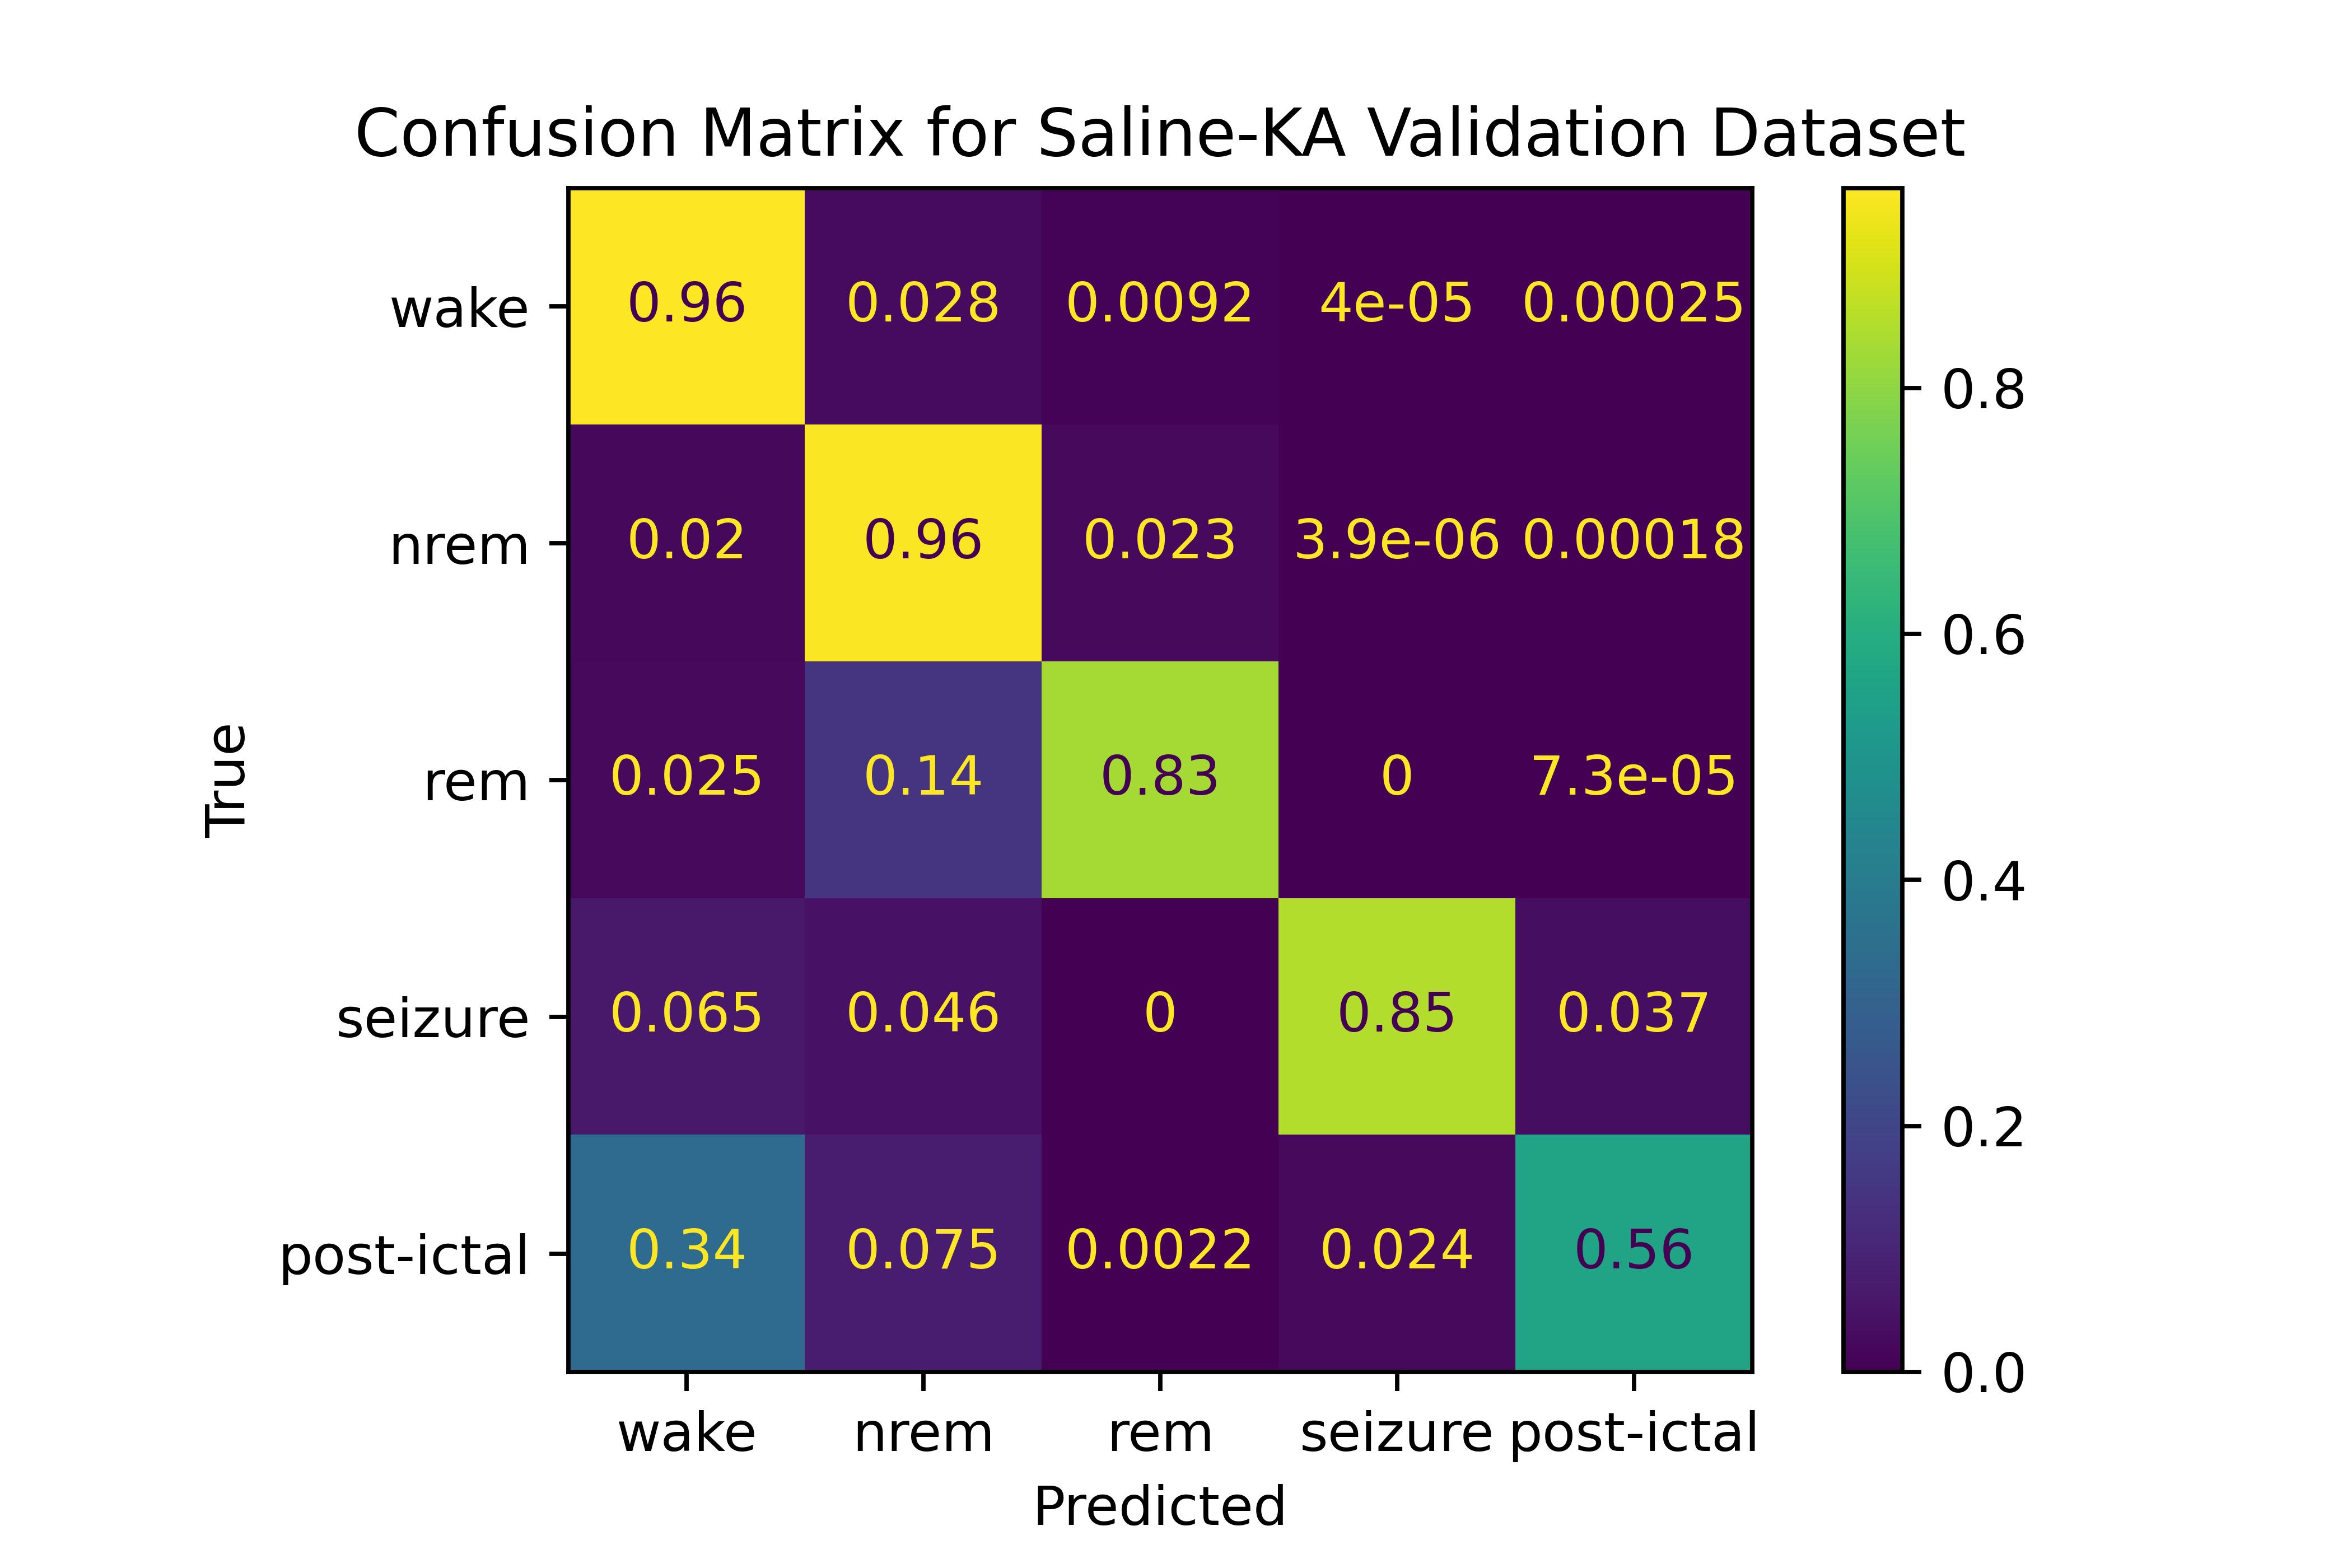 Confusion Matrix for Saline-KA Validation Dataset
wake 0.96 0.028 0.0092 4e-05 0.00025
nrem 0.02 0.96 0.023 3.9e-06 0.00018
rem 0.025 0.14 0.83 0 7.3e-05
seizure 0.065 0.046 0 0.85 0.037
post-ictal 0.34 0.075 0.0022 0.024 0.56
True
wake nrem rem seizure post-ictal
Predicted
0.8
0.6
0.4
0.2
0.0